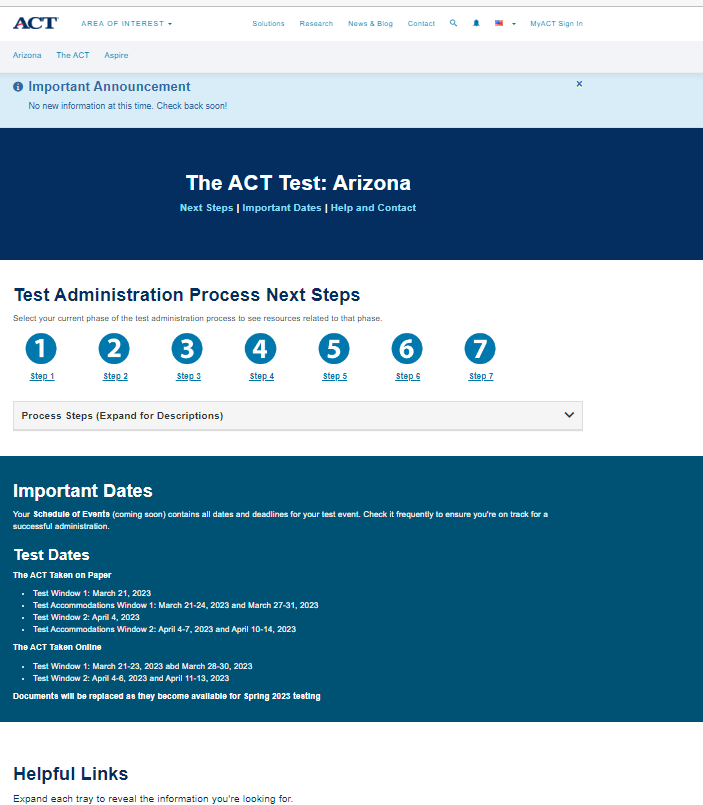 ACT
AREA OF INTEREST
Solutions
Research
News & Blog
Contact
MyACT Sign In
Arizona
The ACT
Aspire
Important Announcement
×
No new information at this time. Check back soon!
The ACT Test: Arizona
Next Steps | Important Dates | Help and Contact
Test Administration Process Next Steps
Select your current phase of the test administration process to see resources related to that phase.
1 2 3 4 5 6 7
Step 1 Step 2 Step 3 Step 4 Step 5 Step 6 Step 7
Process Steps (Expand for Descriptions)
Important Dates
Your Schedule of Events (coming soon) contains all dates and deadlines for your test event. Check it frequently to ensure you're on track for a
successful administration.
Test Dates
The ACT Taken on Paper
• Test Window 1: March 21, 2023
• Test Accommodations Window 1: March 21-24, 2023 and March 27-31, 2023
• Test Window 2: April 4, 2023
• Test Accommodations Window 2: April 4-7, 2023 and April 10-14, 2023
The ACT Taken Online
• Test Window 1: March 21-23, 2023 abd March 28-30, 2023
• Test Window 2: April 4-6, 2023 and April 11-13, 2023
Documents will be replaced as they become available for Spring 2023 testing
Helpful Links
Expand each tray to reveal the information you're looking for.